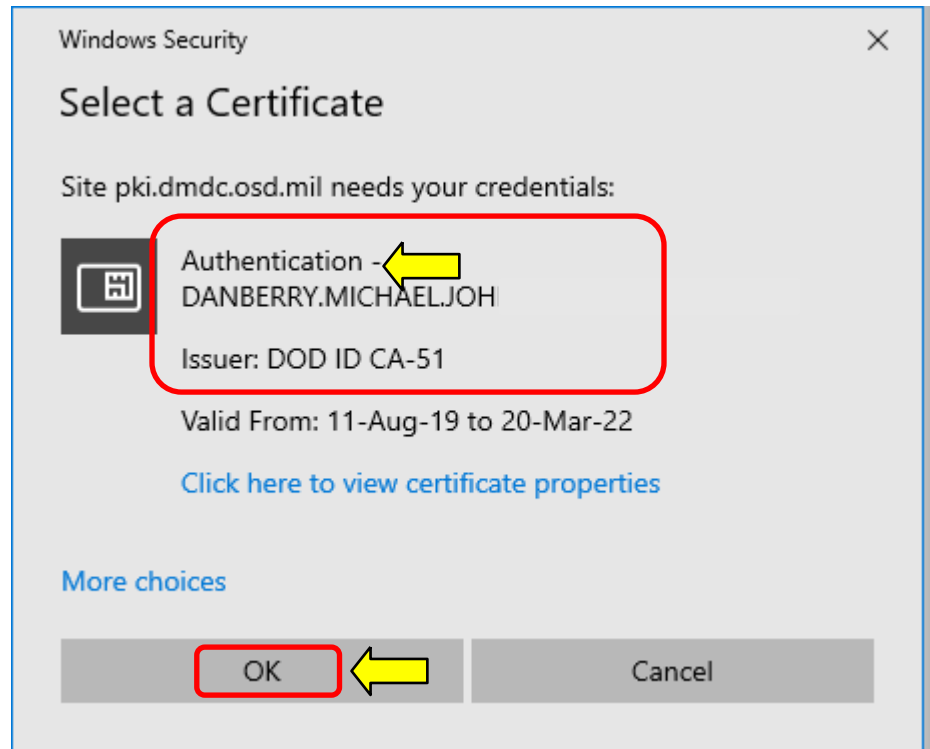 Windows Security
Select a Certificate
Site pki.dmdc.osd.mil needs your credentials:
Authentication -
DANBERRY.MICHAEL.JOH
Issuer: DOD ID CA-51
Valid From: 11-Aug-19 to 20-Mar-22
Click here to view certificate properties
More choices
OK
Cancel